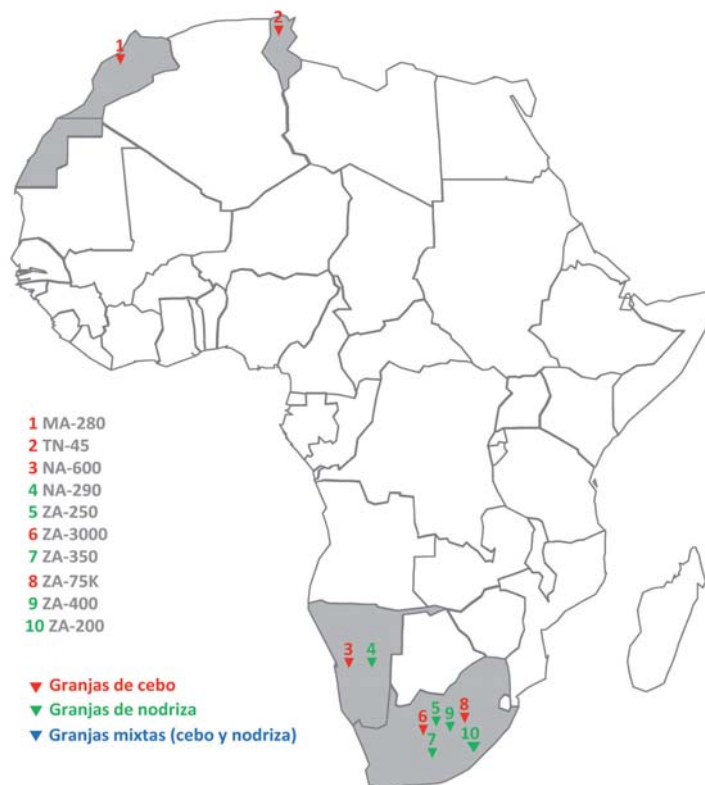 1
2
1 MA-280
2 TN-45
3 NA-600
4 NA-290
5 ZA-250
6 ZA-3000
7 ZA-350
8 ZA-75K
9 ZA-400
10 ZA-200
3 4
5 8
6 9
7 10
Granjas de cebo
Granjas de nodriza
Granjas mixtas (cebo y nodriza)